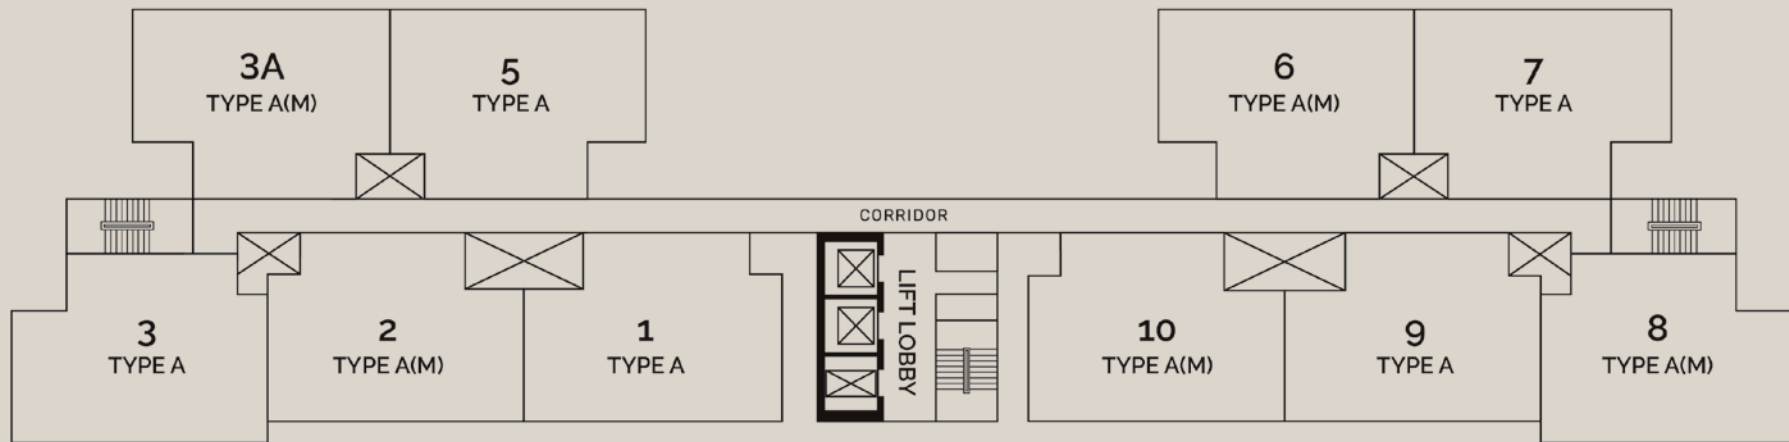 3A
TYPE A(M)
5
TYPE A
6
TYPE A(M)
7
TYPE A
CORRIDOR
LIFT LOBBY
3
TYPE A
2
TYPE A(M)
1
TYPE A
10
TYPE A(M)
9
TYPE A
8
TYPE A(M)